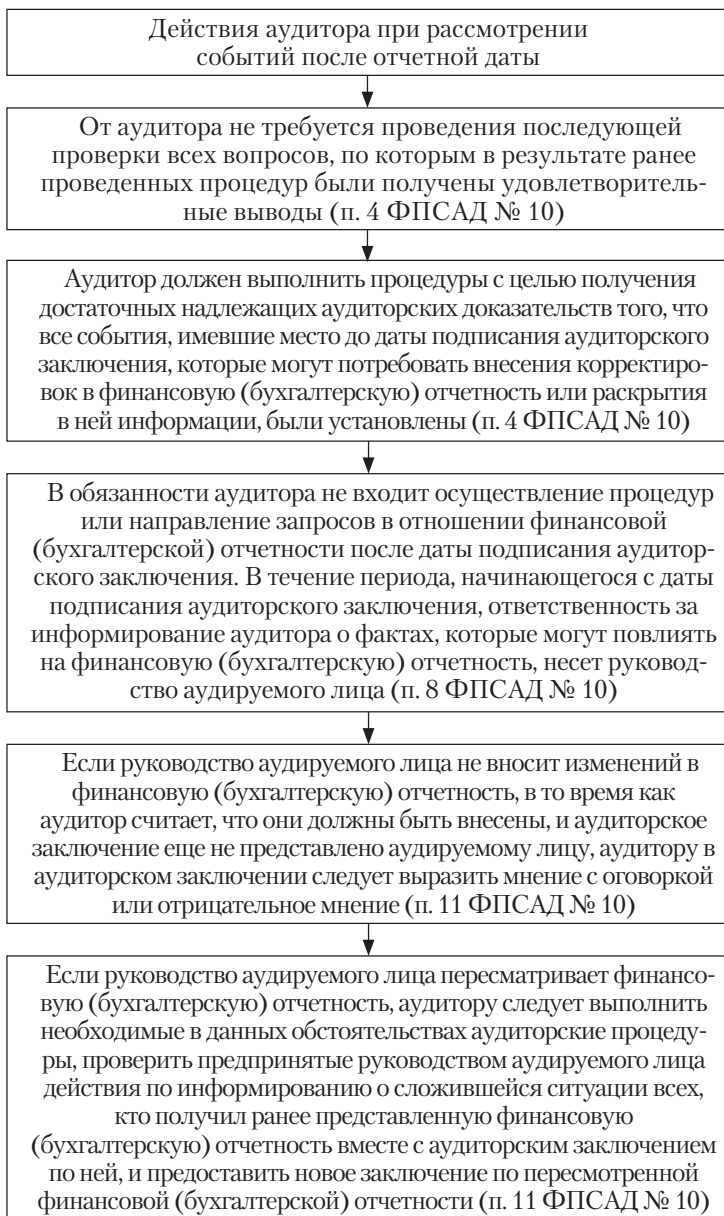 Действия аудитора при рассмотрении
событий после отчетной даты
От аудитора не требуется проведения последующей
проверки всех вопросов, по которым в результате ранее
проведенных процедур были получены удовлетворитель-
ные выводы (п. 4 ФПСАД № 10)
Аудитор должен выполнить процедуры с целью получения
достаточных надлежащих аудиторских доказательств того, что
все события, имевшие место до даты подписания аудиторского
заключения, которые могут потребовать внесения корректиро-
вок в финансовую (бухгалтерскую) отчетность или раскрытия
в ней информации, были установлены (п. 4 ФПСАД № 10)
В обязанности аудитора не входит осуществление процедур
или направление запросов в отношении финансовой
(бухгалтерской) отчетности после даты подписания аудитор-
ского заключения. В течение периода, начинающегося с даты
подписания аудиторского заключения, ответственность за
информирование аудитора о фактах, которые могут повлиять
на финансовую (бухгалтерскую) отчетность, несет руковод-
ство аудируемого лица (п. 8 ФПСАД № 10)
Если руководство аудируемого лица не вносит изменений в
финансовую (бухгалтерскую) отчетность, в то время как
аудитор считает, что они должны быть внесены, и аудиторское
заключение еще не представлено аудируемому лицу, аудитору в
аудиторском заключении следует выразить мнение с оговоркой
или отрицательное мнение (п. 11 ФПСАД № 10)
Если руководство аудируемого лица пересматривает финансо-
вую (бухгалтерскую) отчетность, аудитору следует выполнить
необходимые в данных обстоятельствах аудиторские процеду-
ры, проверить предпринятые руководством аудируемого лица
действия по информированию о сложившейся ситуации всех,
кто получил ранее представленную финансовую
(бухгалтерскую) отчетность вместе с аудиторским заключением
по ней, и предоставить новое заключение по пересмотренной
финансовой (бухгалтерской) отчетности (п. 11 ФПСАД № 10)